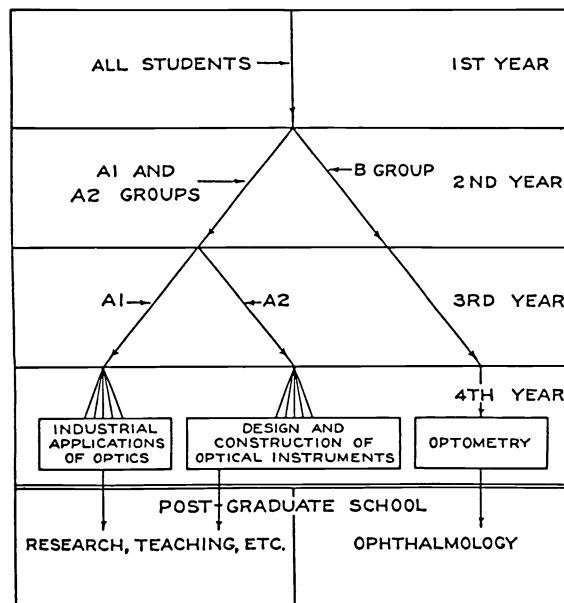 ALL STUDENTS
1ST YEAR
A1 AND
A2 GROUPS
B GROUP
2ND YEAR
A1
A2
3RD YEAR
4TH YEAR
INDUSTRIAL
APPLICATIONS
OF OPTICS
DESIGN AND
CONSTRUCTION OF
OPTICAL INSTRUMENTS
OPTOMETRY
POST-GRADUATE SCHOOL
RESEARCH, TEACHING, ETC.
OPHTHALMOLOGY